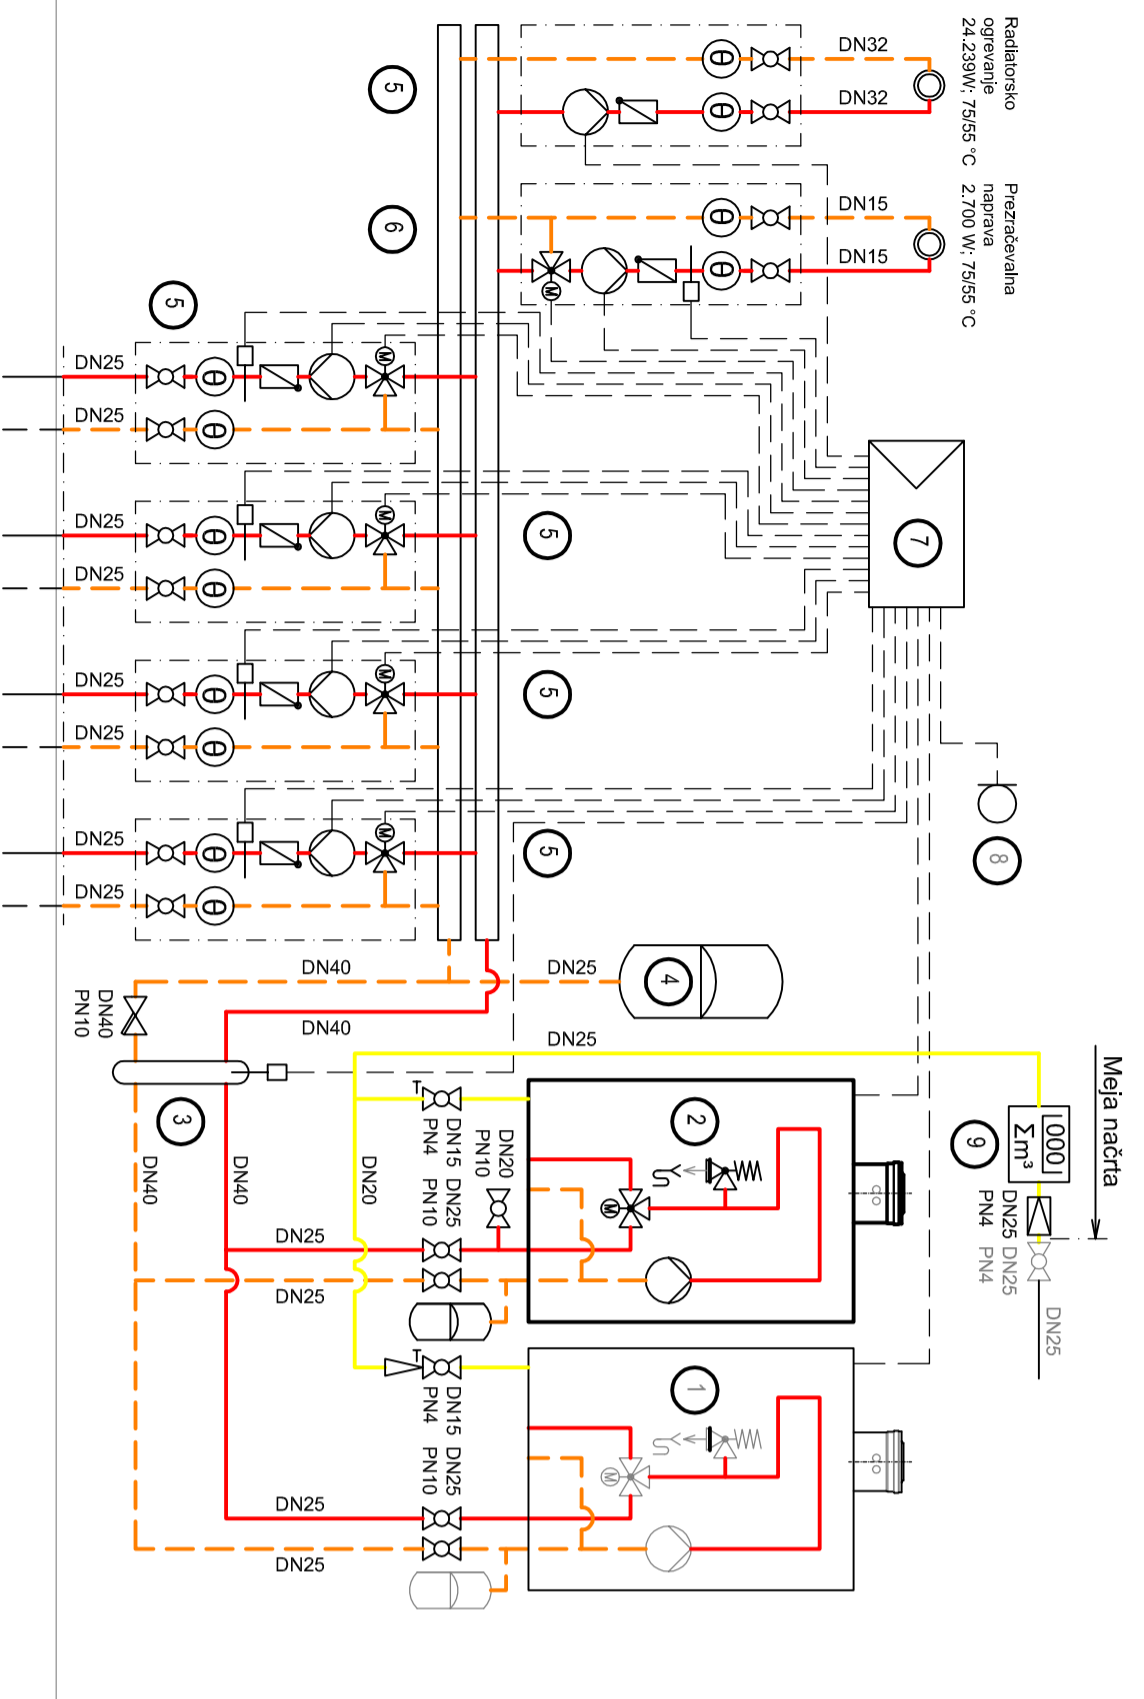 Radiatorsko
ogrevanje
24.239W; 75/55 °C
Prezračevalna
naprava
2.700 W; 75/55 °C
DN32
DN32
DN15
DN15
Θ
Θ
Θ
Θ
M
5
6
5
7
8
DN25
DN25
M
Θ
Θ
5
DN25
DN25
M
Θ
Θ
5
DN25
DN25
M
Θ
Θ
5
DN25
DN25
M
Θ
Θ
4
DN25
DN40
DN40
DN40
PN10
3
DN40
DN40
DN25
Meja načrta
000
Σm³
9
DN25
PN4
DN25
PN4
DN25
2
M
DN15
PN4
DN20
PN10
DN25
PN10
DN20
DN25
DN25
1
M
DN15
PN4
DN25
PN10
DN25
DN25